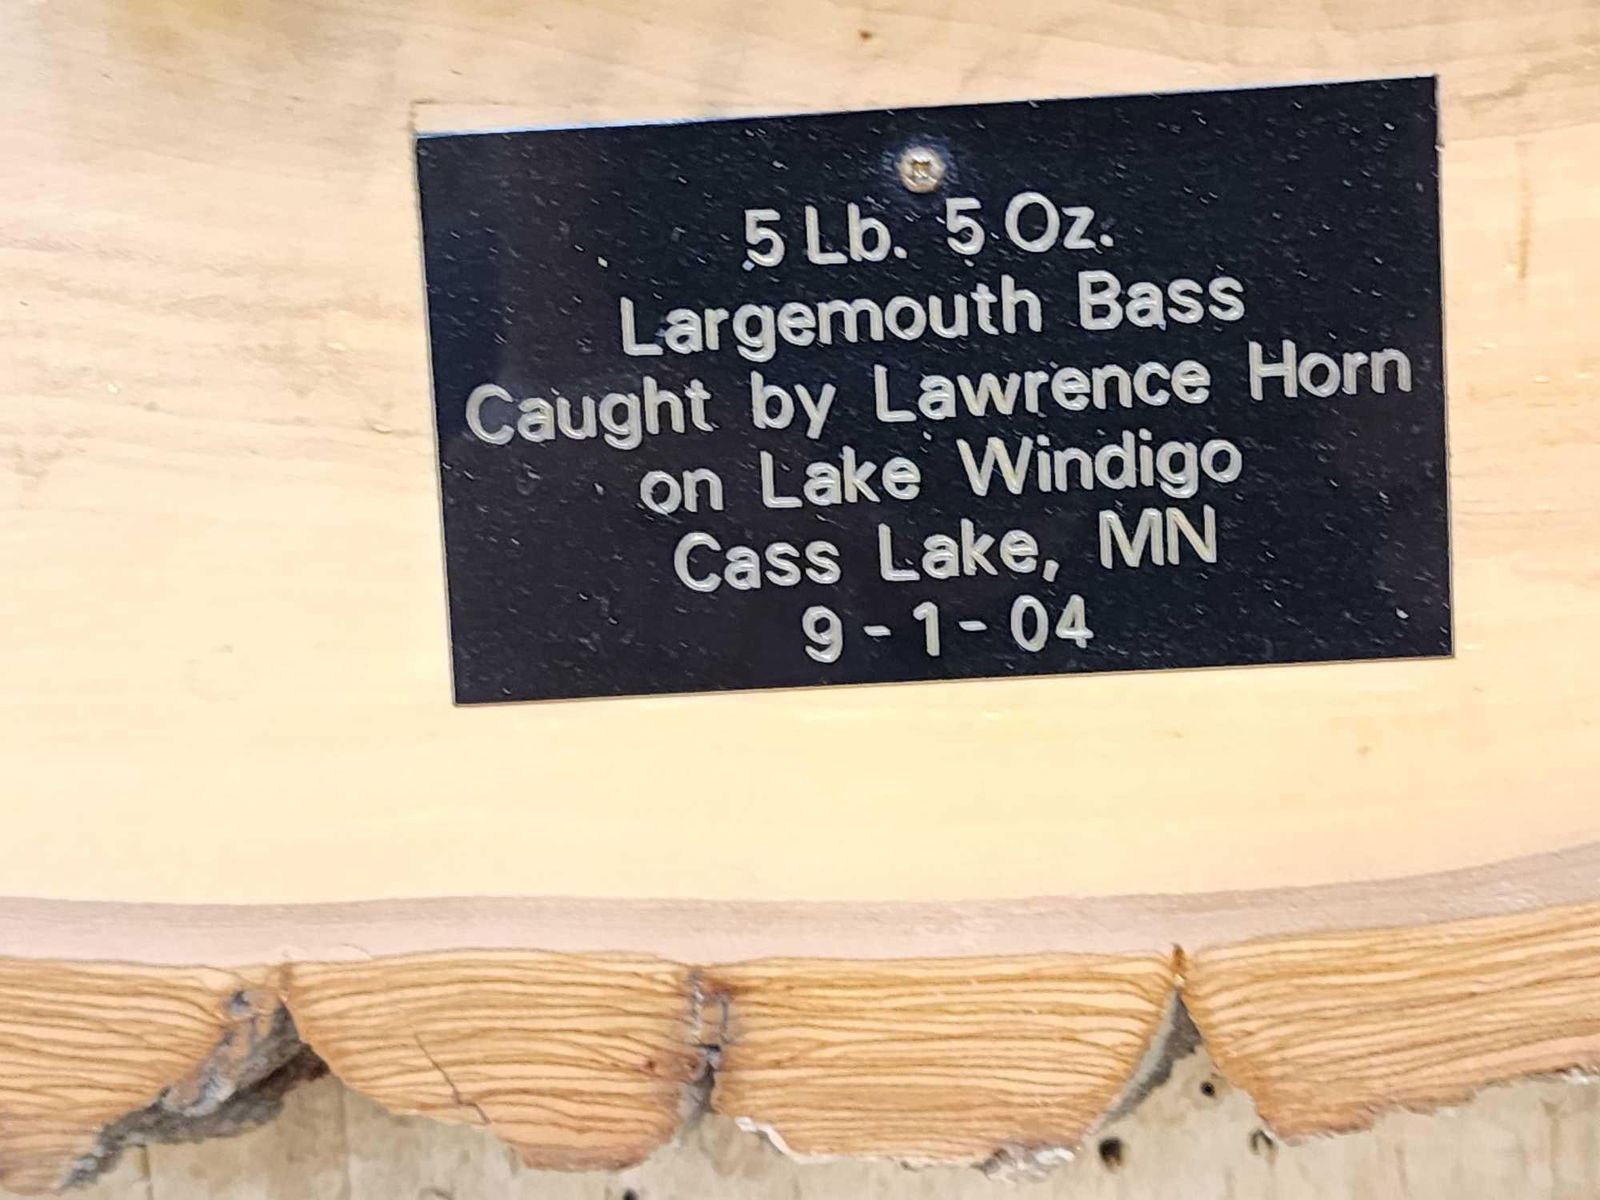 5 Lb. 5 Oz.
Largemouth Bass
Caught by Lawrence Horn
on Lake Windigo
Cass Lake, MN
9-1-04